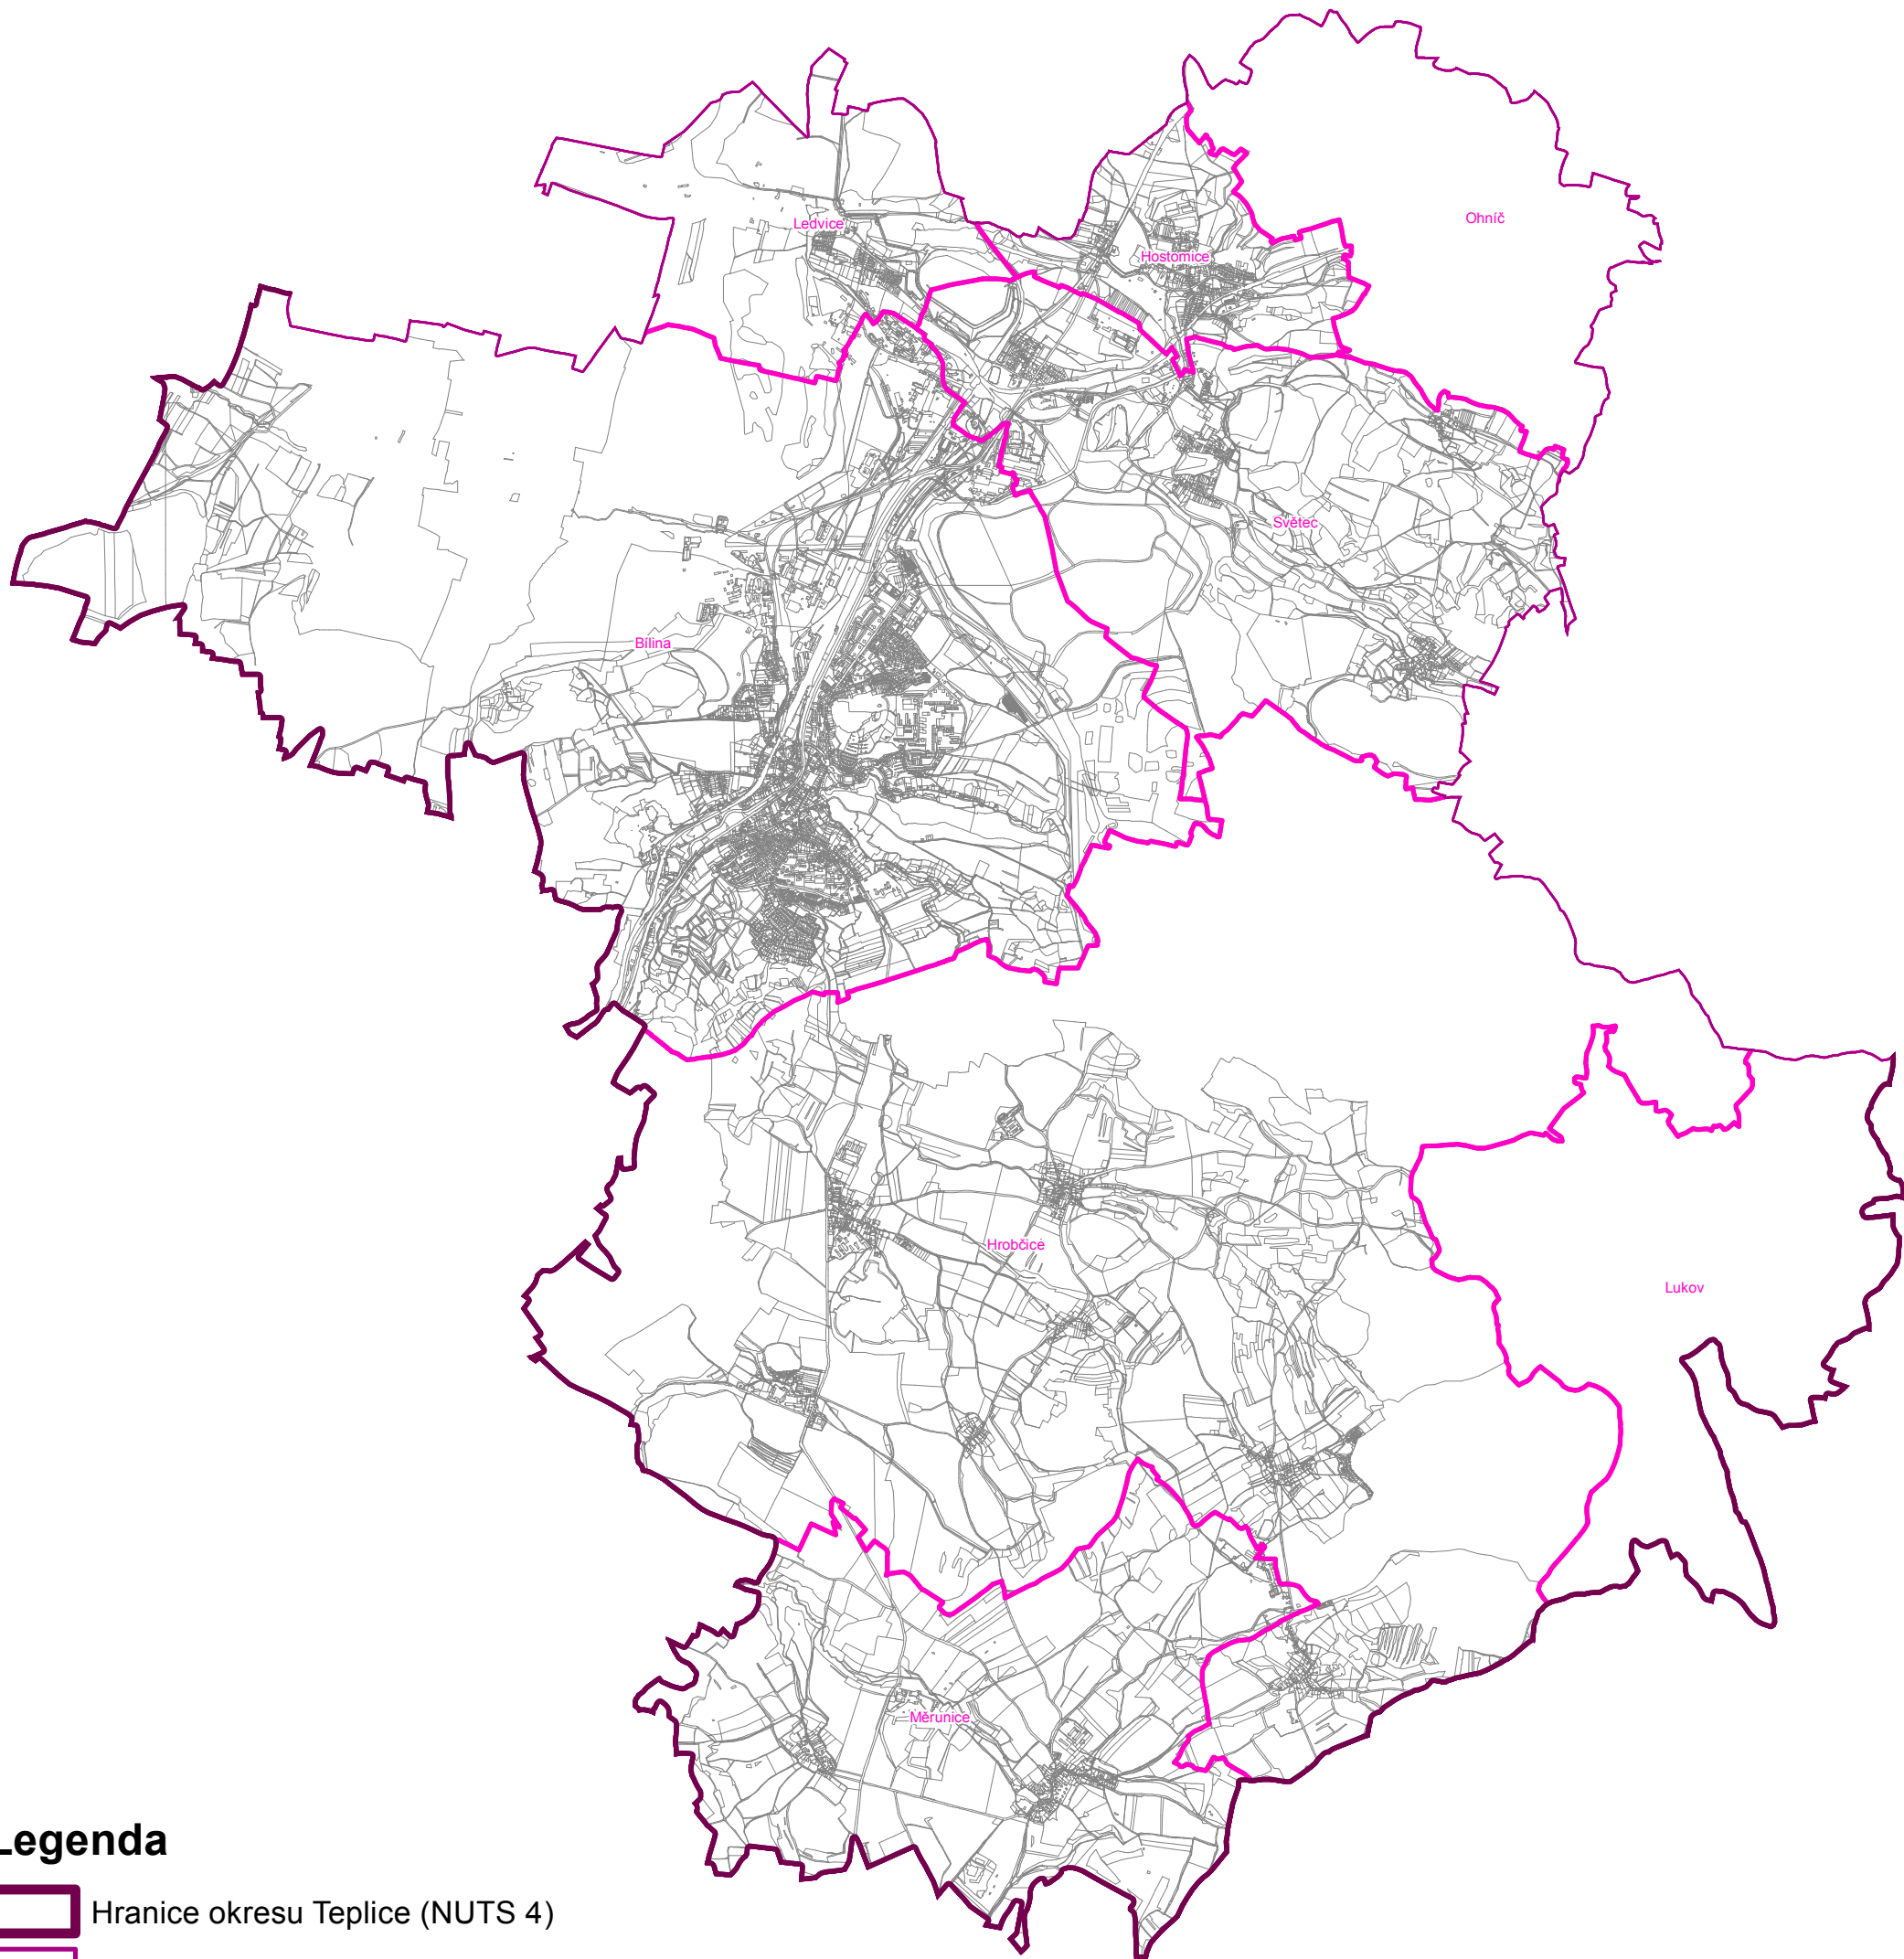 Ohníč
Ledvice
Hostomice
Světec
Bílina
Hrobčice
Lukov
Měrunice
Legenda
Hranice okresu Teplice (NUTS 4)